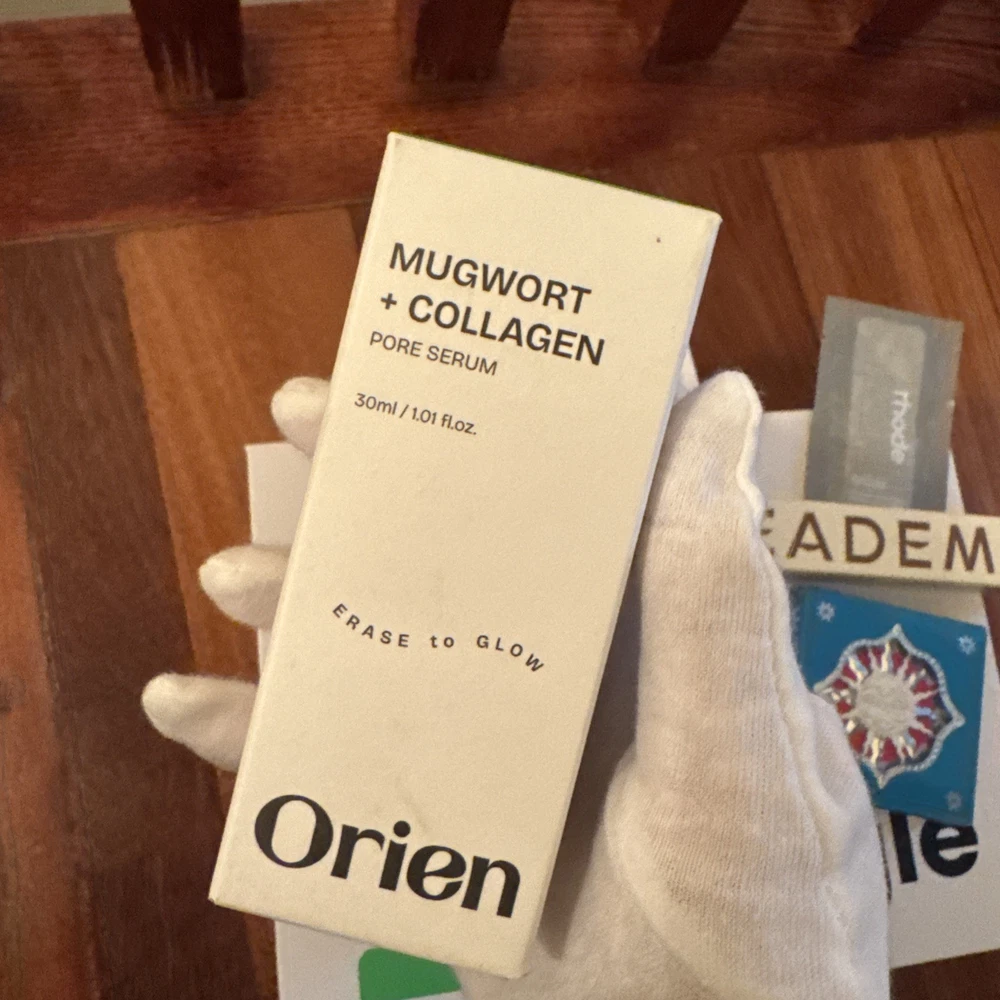 MUGWORT
+ COLLAGEN
PORE SERUM
30ml / 1.01 fl.oz.
ERASE to GLOW
Orien
rhode
EADEM
le